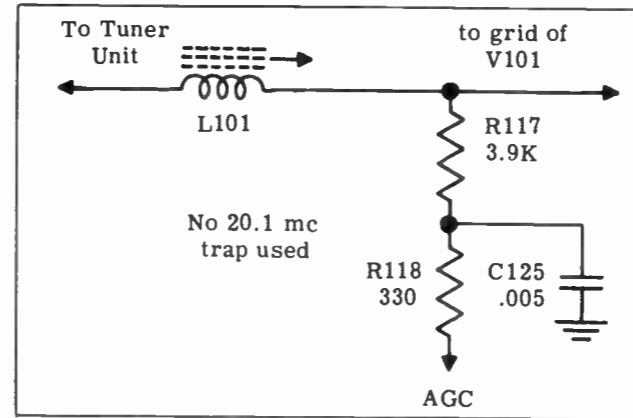 To Tuner
Unit
to grid of
V101
L101
R117
3.9K
No 20.1 mc
trap used
R118
330
C125
.005
AGC